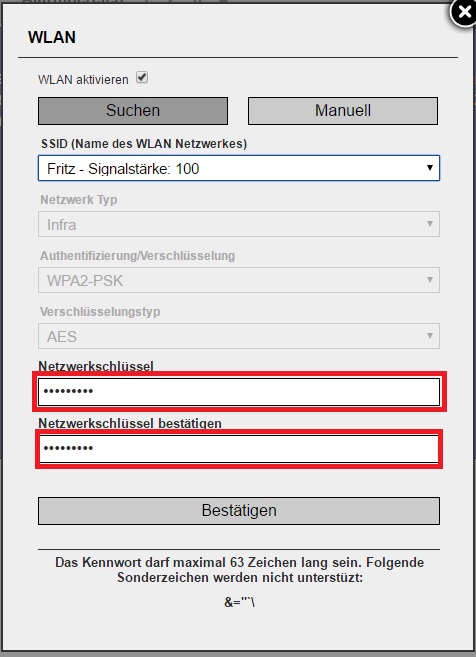 WLAN
WLAN aktivieren
Suchen
Manuell
SSID (Name des WLAN Netzwerkes)
Fritz - Signalstärke: 100
Netzwerk Typ
Infra
Authentifizierung/Verschlüsselung
WPA2-PSK
Verschlüsselungstyp
AES
Netzwerkschlüssel
•••••••••
Netzwerkschlüssel bestätigen
•••••••••
Bestätigen
Das Kennwort darf maximal 63 Zeichen lang sein. Folgende
Sonderzeichen werden nicht unterstüzt:
&="`\